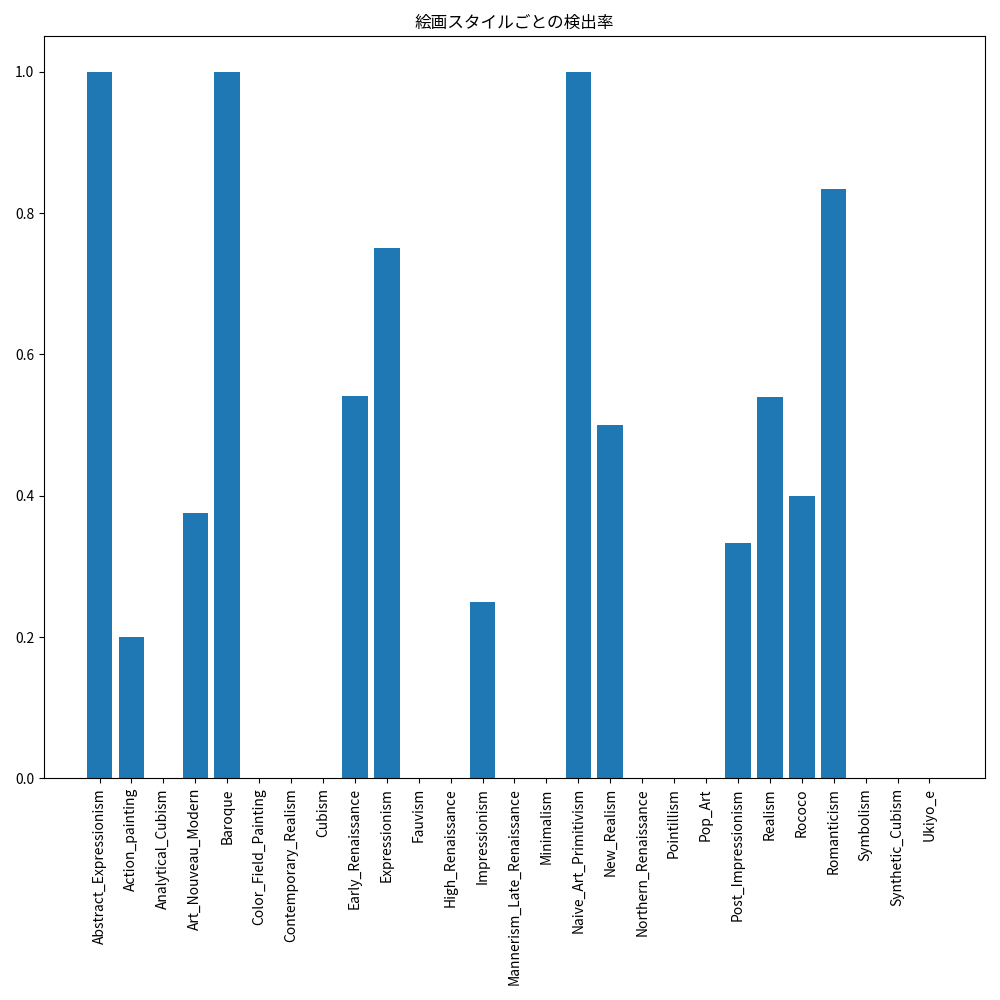 絵画スタイルごとの検出率
1.0
0.8
0.6
0.4
0.2
0.0
Abstract_Expressionism
Action_painting
Analytical_Cubism
Art_Nouveau_Modern
Baroque
Color_Field_Painting
Contemporary_Realism
Cubism
Early_Renaissance
Expressionism
Fauvism
High_Renaissance
Impressionism
Mannerism_Late_Renaissance
Minimalism
Naive_Art_Primitivism
New_Realism
Northern_Renaissance
Pointillism
Pop_Art
Post_Impressionism
Realism
Rococo
Romanticism
Symbolism
Synthetic_Cubism
Ukiyo_e